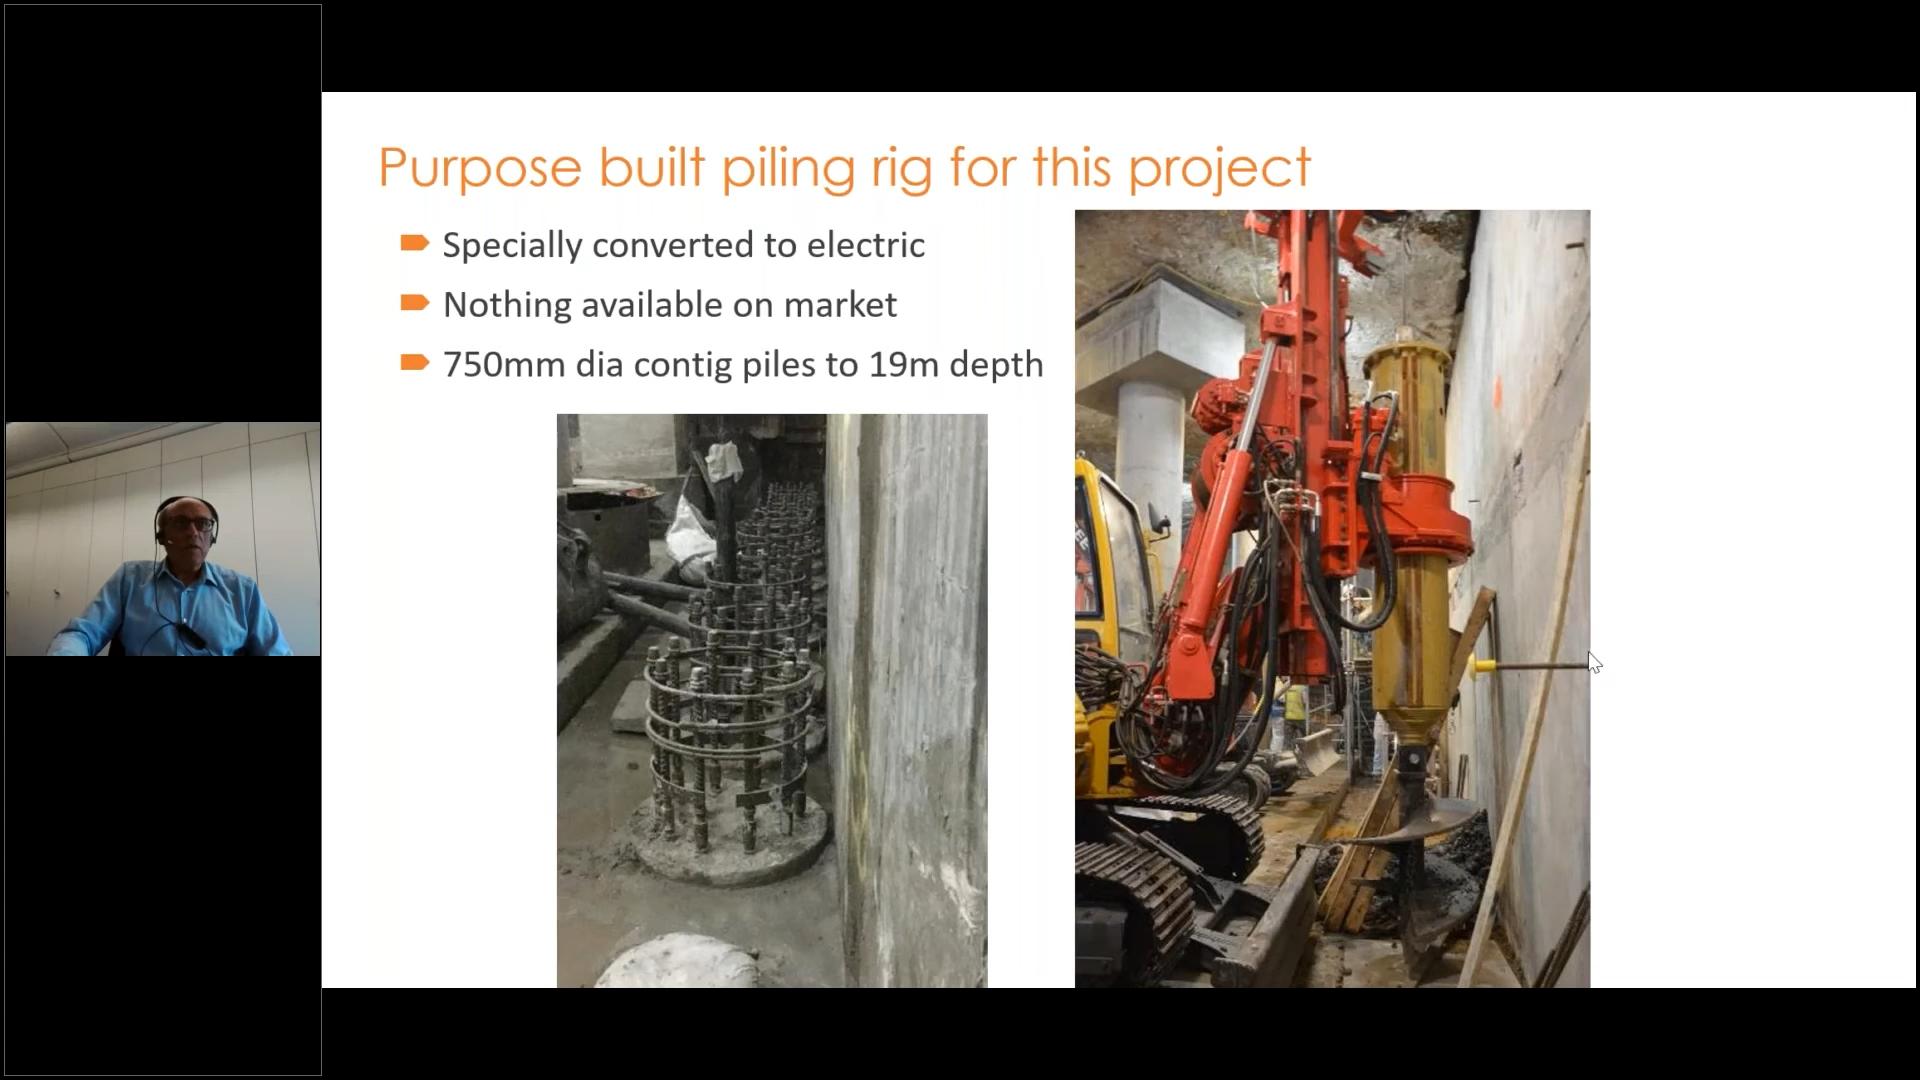 Purpose built piling rig for this project
Specially converted to electric
Nothing available on market
750mm dia contig piles to 19m depth